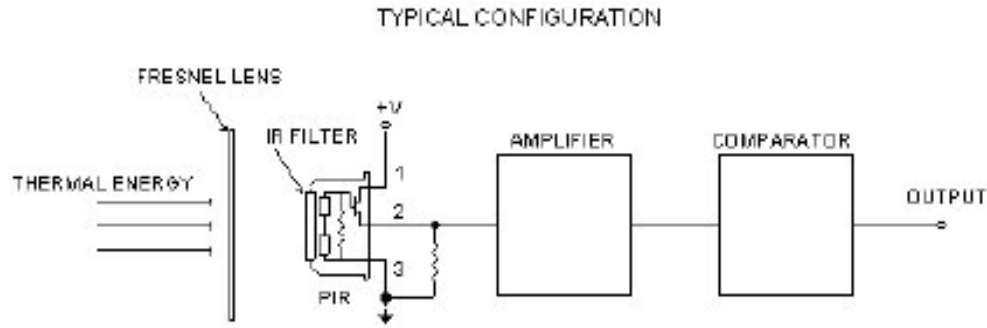 TYPICAL CONFIGURATION
FRESNEL LENS
+V
IR FILTER
AMPLIFIER
COMPARATOR
THERMAL ENERGY
1
2
3
OUTPUT
PIR